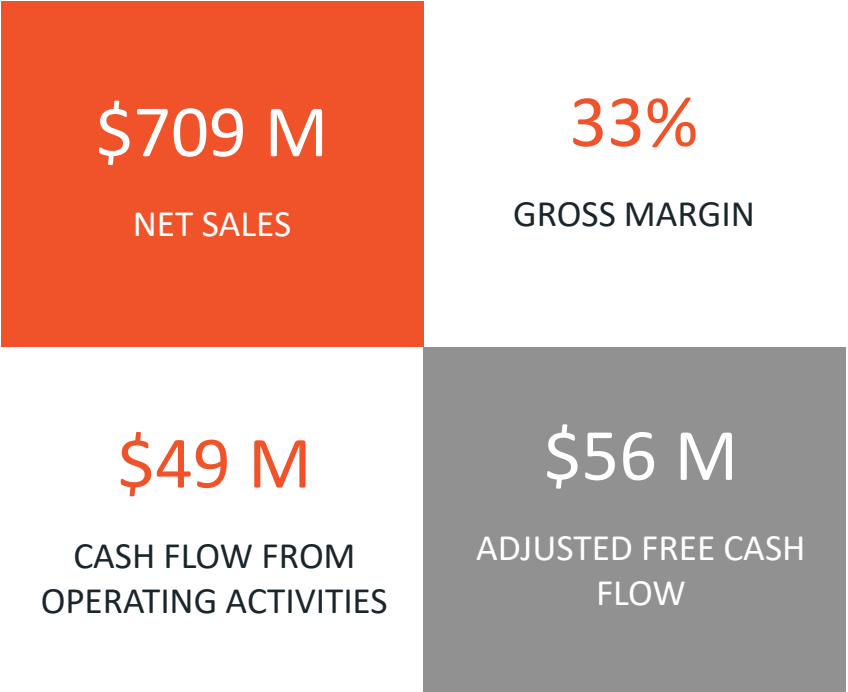 $709 M
NET SALES
33%
GROSS MARGIN
$49 M
CASH FLOW FROM
OPERATING ACTIVITIES
$56 M
ADJUSTED FREE CASH
FLOW